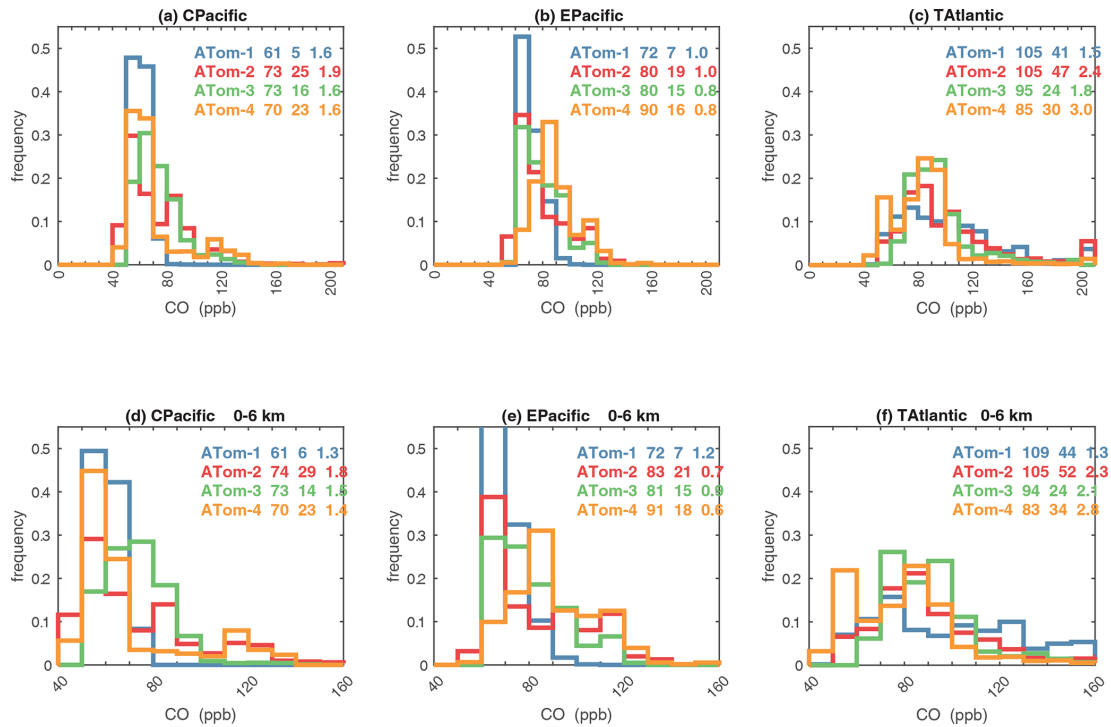 (a) CPacific
(b) EPacific
(c) TAtlantic
ATom-1 61 5 1.6
ATom-2 73 25 1.9
ATom-3 73 16 1.6
ATom-4 70 23 1.6
ATom-1 72 7 1.0
ATom-2 80 19 1.0
ATom-3 80 15 0.8
ATom-4 90 16 0.8
ATom-1 105 41 1.5
ATom-2 105 47 2.4
ATom-3 95 24 1.8
ATom-4 85 30 3.0
frequency
0.5
0.4
0.3
0.2
0.1
0
0 40 80 120 160 200
CO (ppb)
frequency
0.5
0.4
0.3
0.2
0.1
0
0 40 80 120 160 200
CO (ppb)
frequency
0.5
0.4
0.3
0.2
0.1
0
0 40 80 120 160 200
CO (ppb)
(d) CPacific 0-6 km
(e) EPacific 0-6 km
(f) TAtlantic 0-6 km
ATom-1 61 6 1.3
ATom-2 74 29 1.8
ATom-3 73 14 1.5
ATom-4 70 23 1.4
ATom-1 72 7 1.2
ATom-2 83 21 0.7
ATom-3 81 15 0.9
ATom-4 91 18 0.6
ATom-1 109 44 1.3
ATom-2 105 52 2.3
ATom-3 94 24 2.1
ATom-4 83 34 2.8
frequency
0.5
0.4
0.3
0.2
0.1
0
40 80 120 160
CO (ppb)
frequency
0.5
0.4
0.3
0.2
0.1
0
40 80 120 160
CO (ppb)
frequency
0.5
0.4
0.3
0.2
0.1
0
40 80 120 160
CO (ppb)